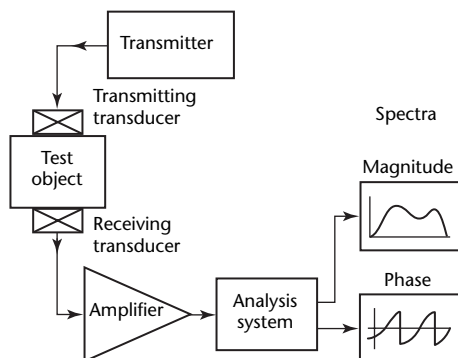 Transmitter
Transmitting
transducer
Test
object
Receiving
transducer
Amplifier
Analysis
system
Spectra
Magnitude
Phase